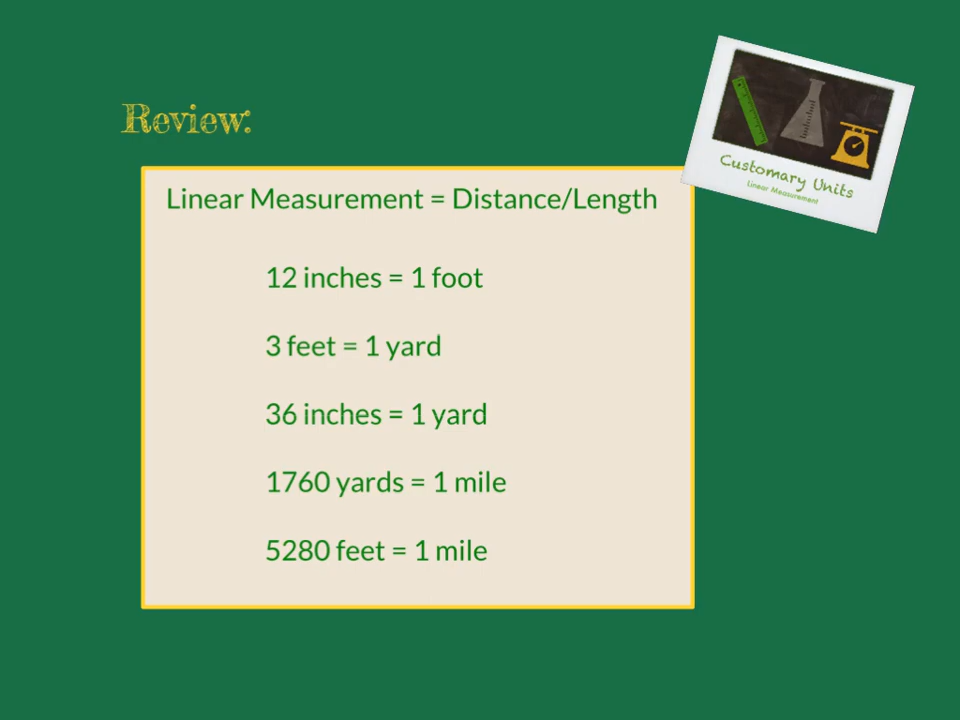 Review:
Customary Units
Linear Measurement
Linear Measurement = Distance/Length
12 inches = 1 foot
3 feet = 1 yard
36 inches = 1 yard
1760 yards = 1 mile
5280 feet = 1 mile